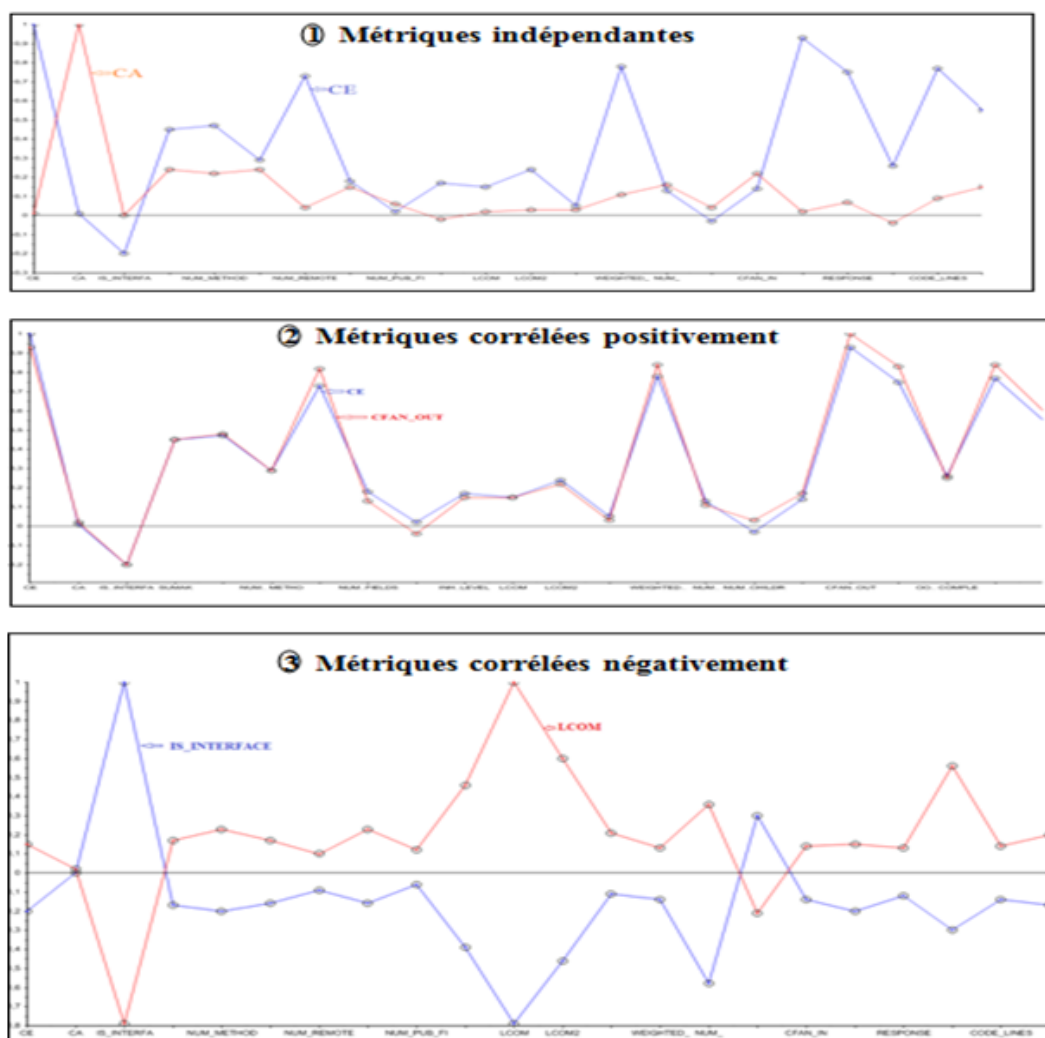 ① Métriques indépendantes
CA
CE
CE CA IS_INTERFA NUM_METHOD NUM_REMOTE NUM_PUB_FI LCOM LCOM2 WEIGHTED_ NUM_ CFAN_IN RESPONSE CODE_LINES
② Métriques corrélées positivement
CE
CFAN_OUT
CE CA IS_INTERFA NUM_FIELDS INH_LEVEL LCOM LCOM2 WEIGHTED_ NUM_ NUM_CHILDR CFAN_OUT OO_COMPLE
③ Métriques corrélées négativement
IS_INTERFACE
LCOM
CE CA IS_INTERFA NUM_METHOD NUM_REMOTE NUM_PUB_FI LCOM LCOM2 WEIGHTED_ NUM_ CFAN_IN RESPONSE CODE_LINES